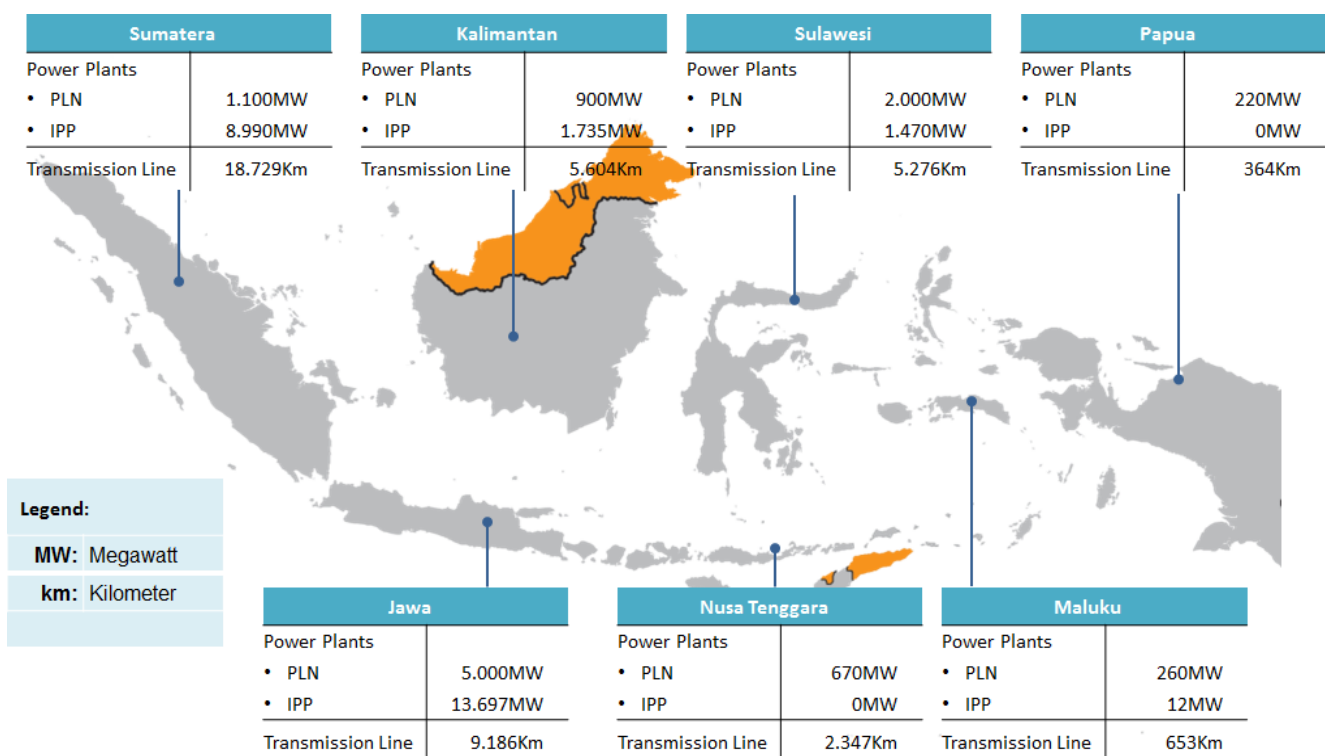 Sumatera
Power Plants
• PLN 1.100MW
• IPP 8.990MW
Transmission Line 18.729Km
Kalimantan
Power Plants
• PLN 900MW
• IPP 1.735MW
Transmission Line 5.604Km
Sulawesi
Power Plants
• PLN 2.000MW
• IPP 1.470MW
Transmission Line 5.276Km
Papua
Power Plants
• PLN 220MW
• IPP 0MW
Transmission Line 364Km
Legend:
MW: Megawatt
km: Kilometer
Jawa
Power Plants
• PLN 5.000MW
• IPP 13.697MW
Transmission Line 9.186Km
Nusa Tenggara
Power Plants
• PLN 670MW
• IPP 0MW
Transmission Line 2.347Km
Maluku
Power Plants
• PLN 260MW
• IPP 12MW
Transmission Line 653Km